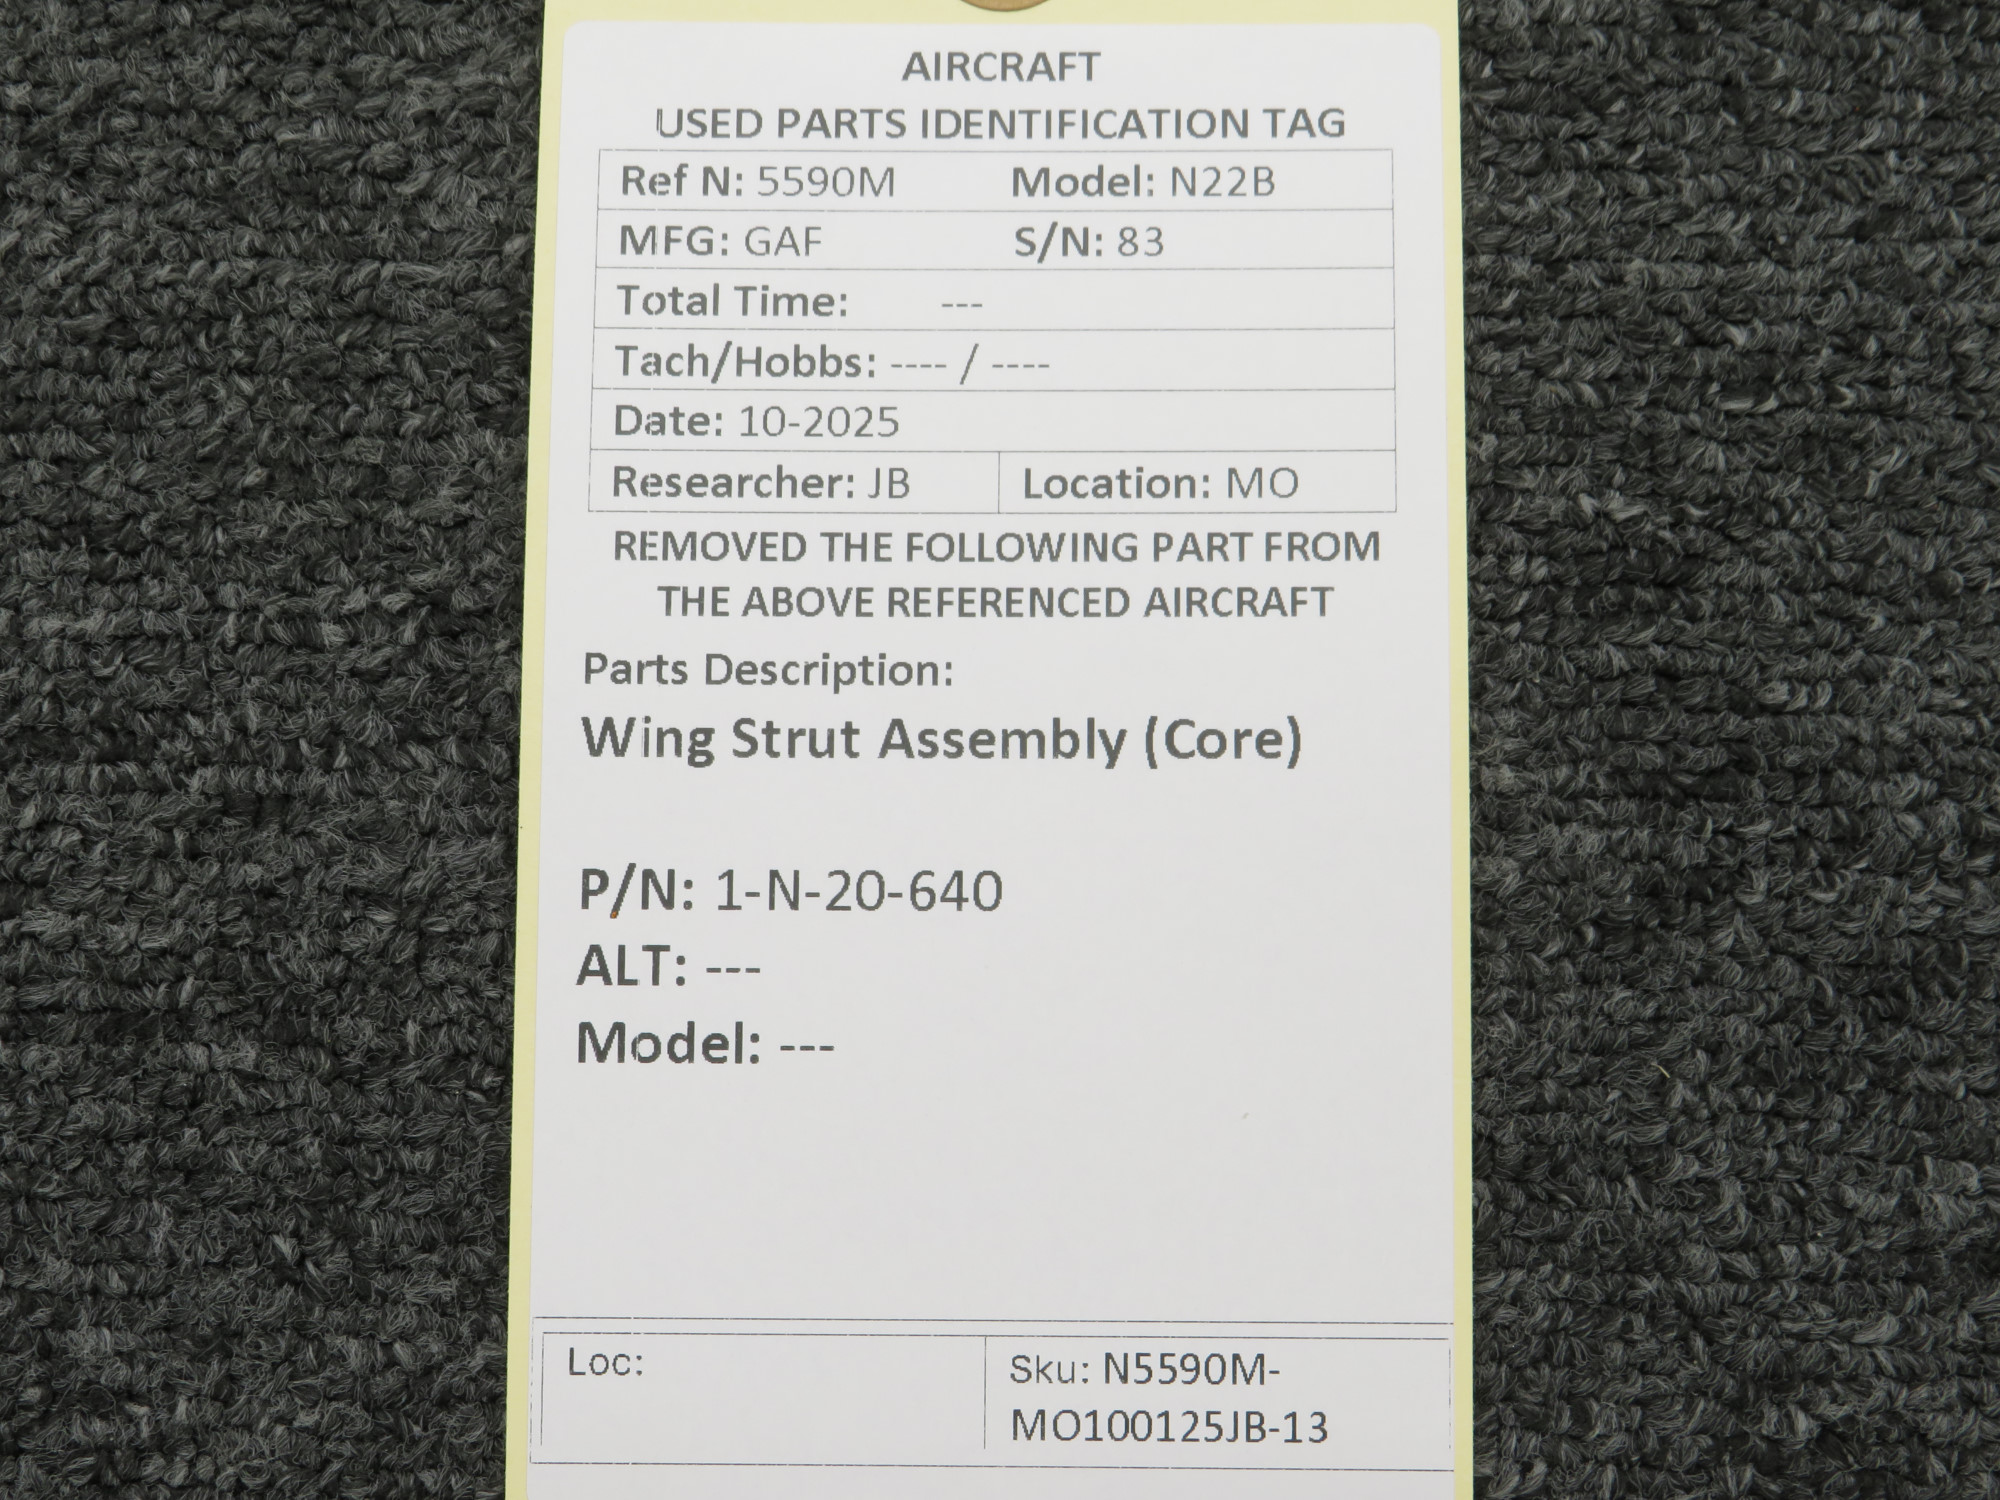 AIRCRAFT
USED PARTS IDENTIFICATION TAG
Ref N: 5590M Model: N22B
MFG: GAF S/N: 83
Total Time: ---
Tach/Hobbs: ---- / ----
Date: 10-2025
Researcher: JB Location: MO
REMOVED THE FOLLOWING PART FROM
THE ABOVE REFERENCED AIRCRAFT
Parts Description:
Wing Strut Assembly (Core)
P/N: 1-N-20-640
ALT: ---
Model: ---
Loc: Sku: N5590M-
MO100125JB-13